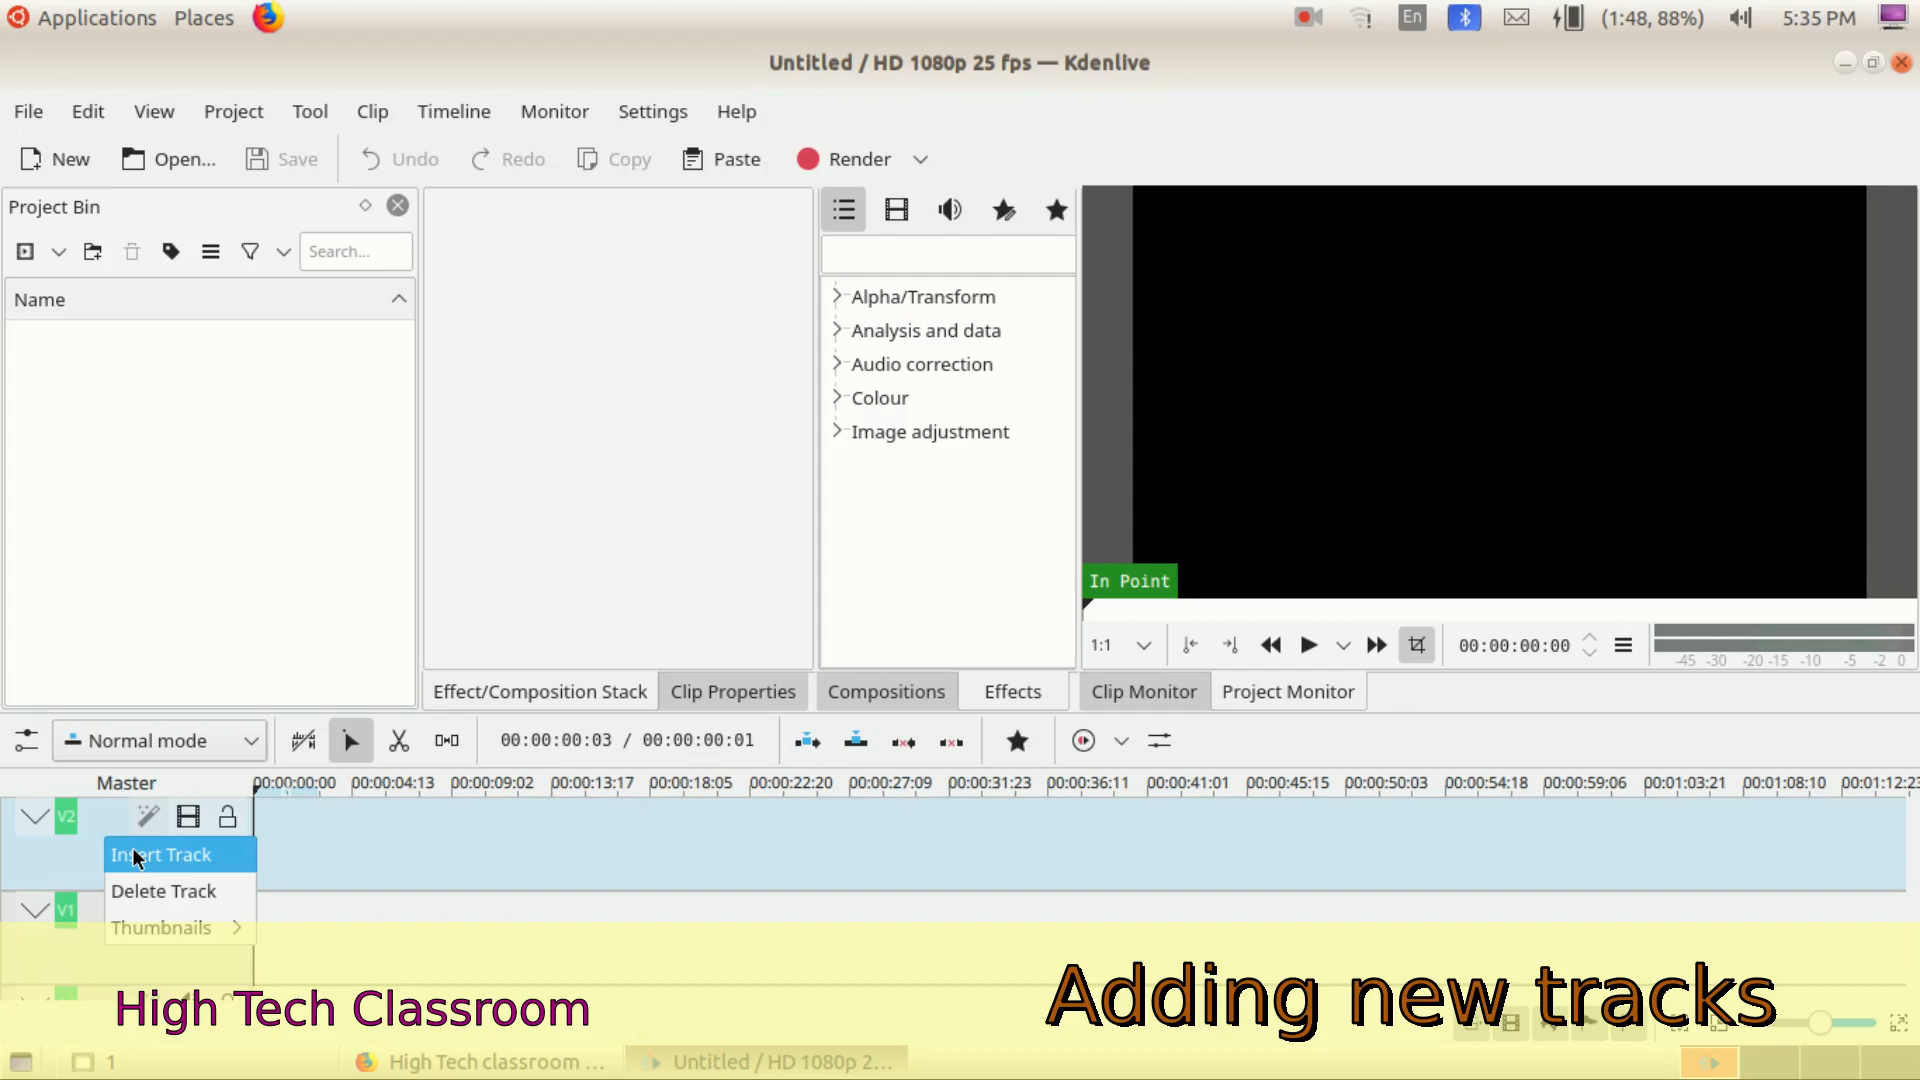 Applications Places En (1:48, 88%) 5:35 PM
Untitled / HD 1080p 25 fps — Kdenlive
File Edit View Project Tool Clip Timeline Monitor Settings Help
New Open... Save Undo Redo Copy Paste Render
Project Bin
Search...
Name
Alpha/Transform
Analysis and data
Audio correction
Colour
Image adjustment
In Point
1:1 00:00:00:00
-45 -30 -20 -15 -10 -5 -2 0
Effect/Composition Stack Clip Properties Compositions Effects Clip Monitor Project Monitor
Normal mode 00:00:00:03 / 00:00:00:01
Master 00:00:00:00 00:00:04:13 00:00:09:02 00:00:13:17 00:00:18:05 00:00:22:20 00:00:27:09 00:00:31:23 00:00:36:11 00:00:41:01 00:00:45:15 00:00:50:03 00:00:54:18 00:00:59:06 00:01:03:21 00:01:08:10 00:01:12:23
V2
Insert Track
Delete Track
V1
Thumbnails
High Tech Classroom
Adding new tracks
1 High Tech classroom ... Untitled / HD 1080p 2...